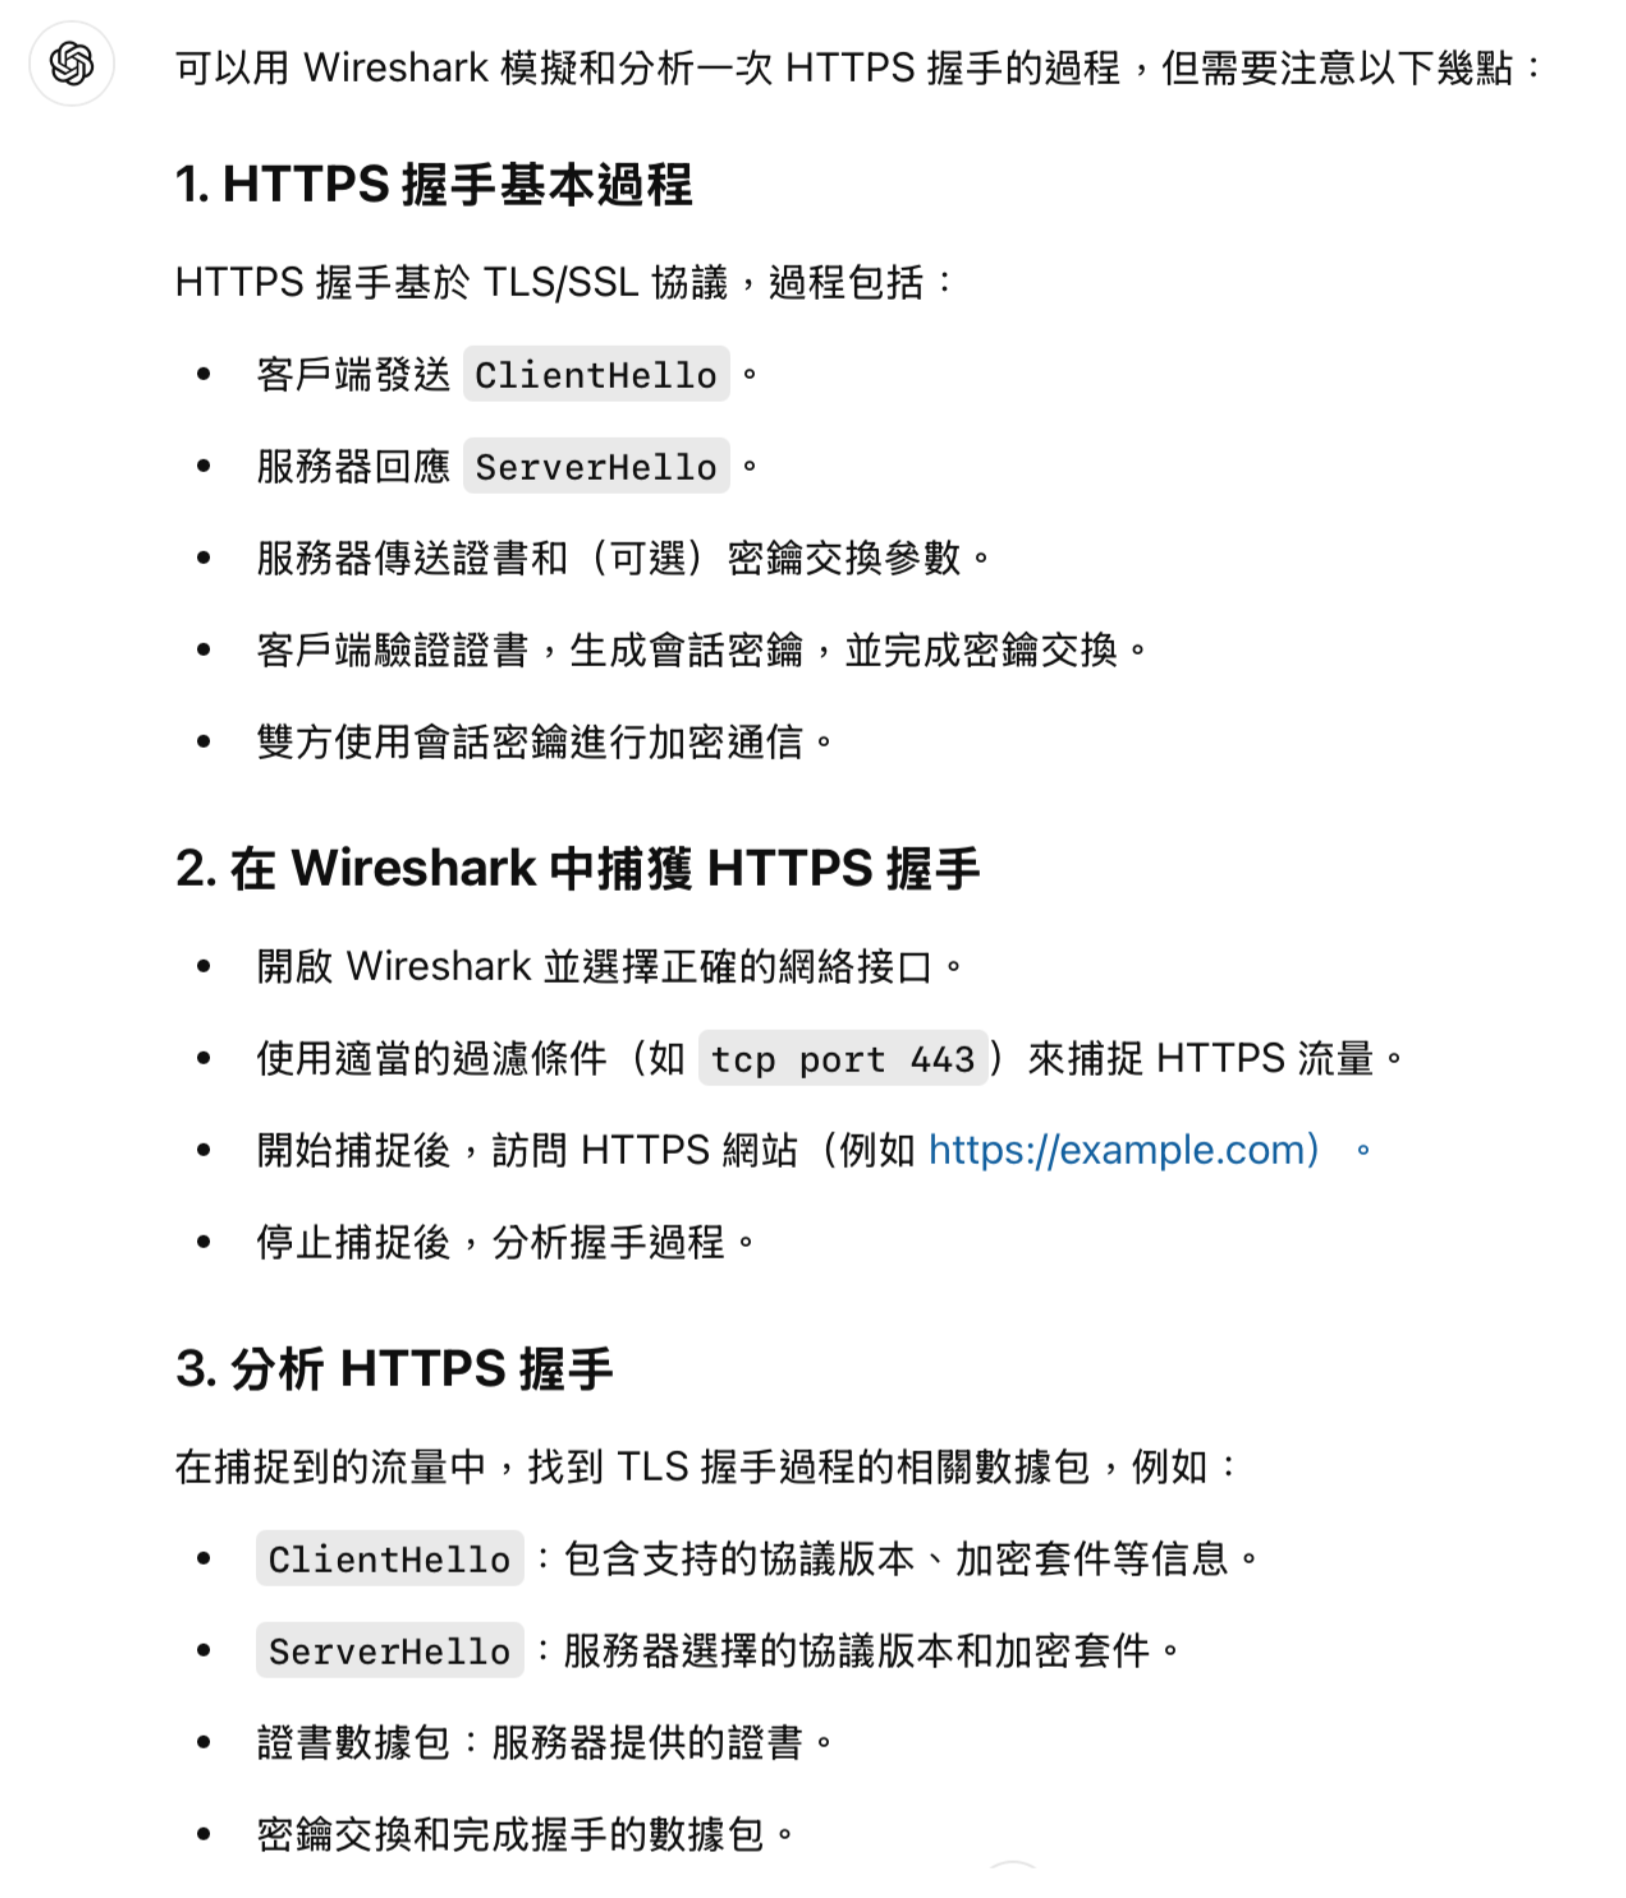 可以用 Wireshark 模擬和分析一次 HTTPS 握手的過程，但需要注意以下幾點：
1. HTTPS 握手基本過程
HTTPS 握手基於 TLS/SSL 協議，過程包括：
• 客戶端發送 ClientHello。
• 服務器回應 ServerHello。
• 服務器傳送證書和（可選）密鑰交換參數。
• 客戶端驗證證書，生成會話密鑰，並完成密鑰交換。
• 雙方使用會話密鑰進行加密通信。
2. 在 Wireshark 中捕獲 HTTPS 握手
• 開啟 Wireshark 並選擇正確的網絡接口。
• 使用適當的過濾條件（如 tcp port 443）來捕捉 HTTPS 流量。
• 開始捕捉後，訪問 HTTPS 網站（例如 https://example.com）。
• 停止捕捉後，分析握手過程。
3. 分析 HTTPS 握手
在捕捉到的流量中，找到 TLS 握手過程的相關數據包，例如：
• ClientHello：包含支持的協議版本、加密套件等信息。
• ServerHello：服務器選擇的協議版本和加密套件。
• 證書數據包：服務器提供的證書。
• 密鑰交換和完成握手的數據包。